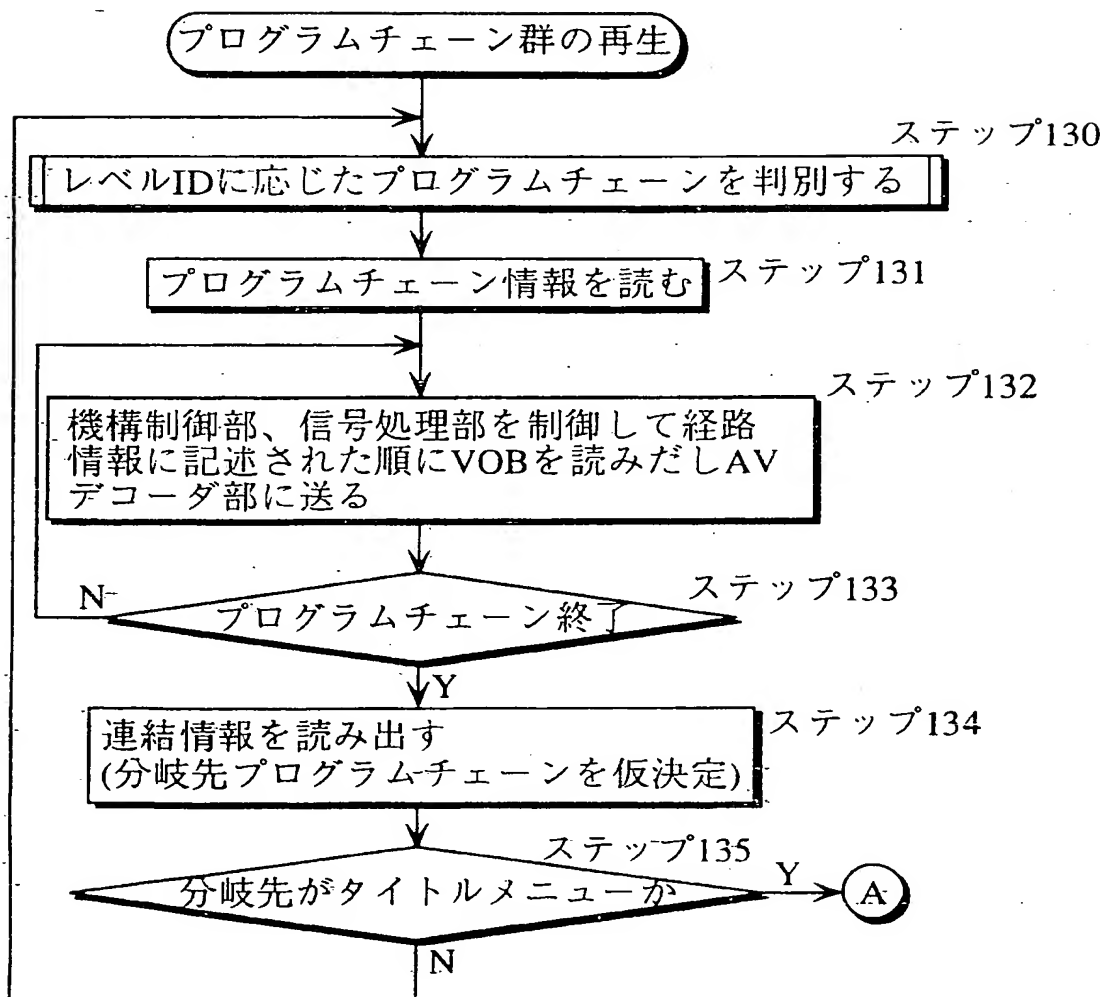 プログラムチェーン群の再生
ステップ130
レベルIDに応じたプログラムチェーンを判別する
プログラムチェーン情報を読む
ステップ131
ステップ132
機構制御部、信号処理部を制御して経路
情報に記述された順にVOBを読みだしAV
デコーダ部に送る
ステップ133
N
プログラムチェーン終了
Y
ステップ134
連結情報を読み出す
(分岐先プログラムチェーンを仮決定)
ステップ135
分岐先がタイトルメニューか
Y
A
N